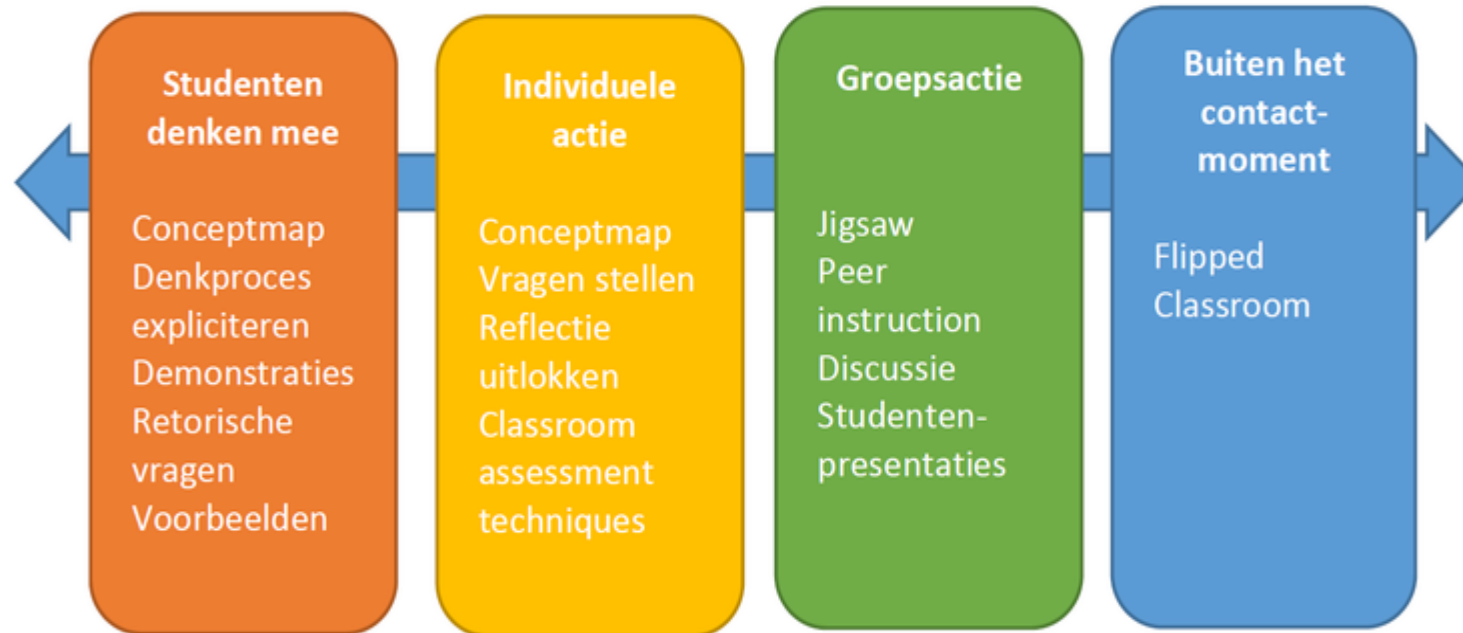 Studenten
denken mee
Conceptmap
Denkproces
expliciteren
Demonstraties
Retorische
vragen
Voorbeelden
Individuele
actie
Conceptmap
Vragen stellen
Reflectie
uitlokken
Classroom
assessment
techniques
Groepsactie
Jigsaw
Peer
instruction
Discussie
Studenten-
presentaties
Buiten het
contact-
moment
Flipped
Classroom